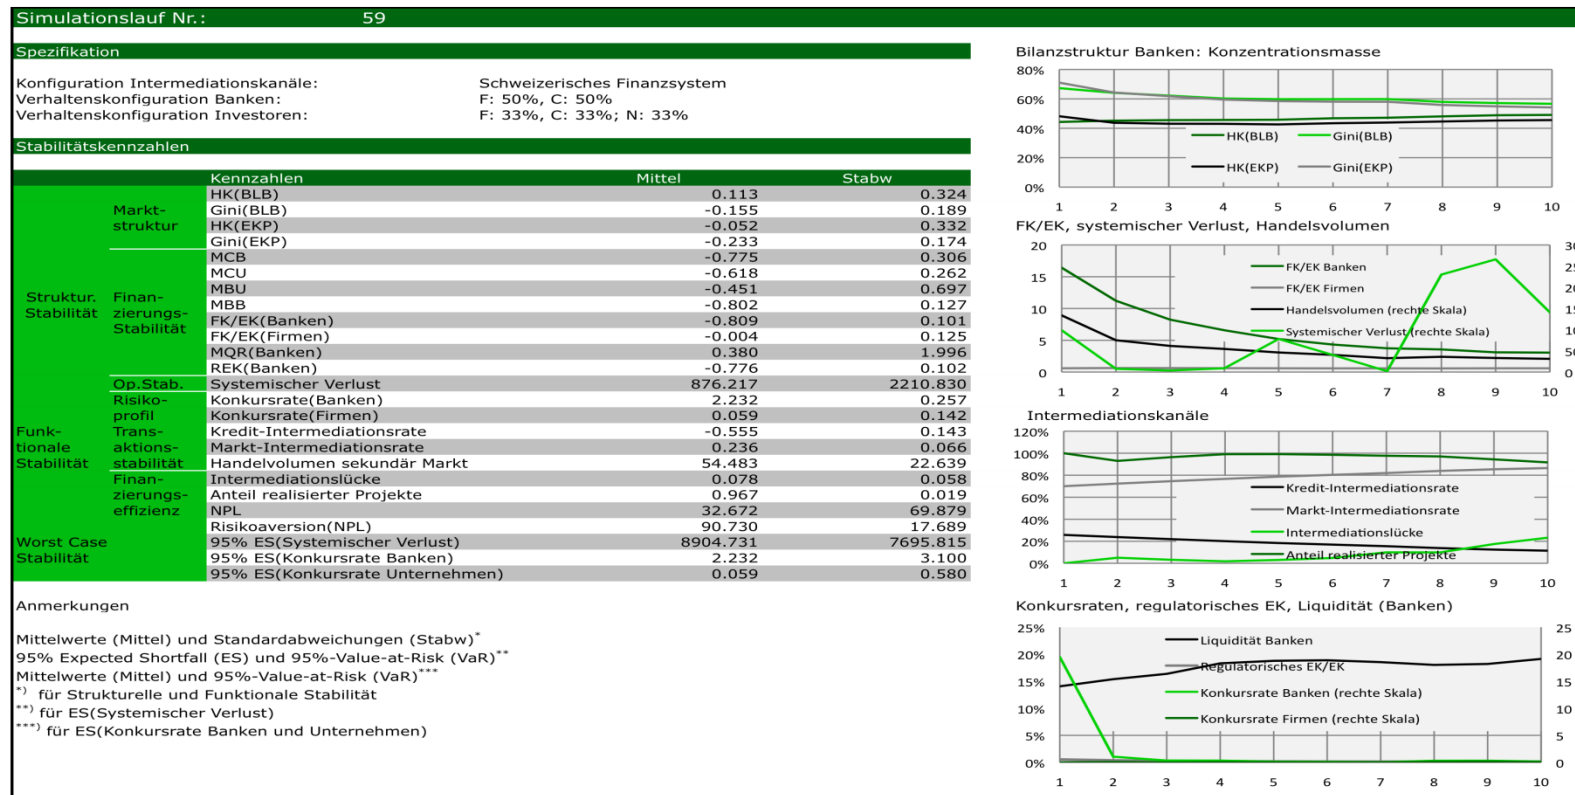 Simulationslauf Nr.: 59
Spezifikation
Konfiguration Intermediationskanäle: Schweizerisches Finanzsystem
Verhaltenskonfiguration Banken: F: 50%, C: 50%
Verhaltenskonfiguration Investoren: F: 33%, C: 33%; N: 33%
Stabilitätskennzahlen
Kennzahlen Mittel Stabw
HK(BLB) 0.113 0.324
Markt- Gini(BLB) -0.155 0.189
struktur HK(EKP) -0.052 0.332
Gini(EKP) -0.233 0.174
MCB -0.775 0.306
MCU -0.618 0.262
MBU -0.451 0.697
Struktur. Finan- MBB -0.802 0.127
Stabilität zierungs- FK/EK(Banken) -0.809 0.101
Stabilität FK/EK(Firmen) -0.004 0.125
MQR(Banken) 0.380 1.996
REK(Banken) -0.776 0.102
Op.Stab. Systemischer Verlust 876.217 2210.830
Risiko- Konkursrate(Banken) 2.232 0.257
profil Konkursrate(Firmen) 0.059 0.142
Funk- Trans- Kredit-Intermediationsrate -0.555 0.143
tionale aktions- Markt-Intermediationsrate 0.236 0.066
Stabilität stabilität Handelvolumen sekundär Markt 54.483 22.639
Finan- Intermediationslücke 0.078 0.058
zierungs- Anteil realisierter Projekte 0.967 0.019
effizienz NPL 32.672 69.879
Risikoaversion(NPL) 90.730 17.689
Worst Case 95% ES(Systemischer Verlust) 8904.731 7695.815
Stabilität 95% ES(Konkursrate Banken) 2.232 3.100
95% ES(Konkursrate Unternehmen) 0.059 0.580
Anmerkungen
Mittelwerte (Mittel) und Standardabweichungen (Stabw)*
95% Expected Shortfall (ES) und 95%-Value-at-Risk (VaR)**
Mittelwerte (Mittel) und 95%-Value-at-Risk (VaR)***
*) für Strukturelle und Funktionale Stabilität
**) für ES(Systemischer Verlust)
***) für ES(Konkursrate Banken und Unternehmen)
Bilanzstruktur Banken: Konzentrationsmasse
80%
60%
40%
20%
0%
HK(BLB) Gini(BLB)
HK(EKP) Gini(EKP)
1 2 3 4 5 6 7 8 9 10
FK/EK, systemischer Verlust, Handelsvolumen
20 30
15 25
10 20
5 15
0 10
50
0
FK/EK Banken
FK/EK Firmen
Handelsvolumen (rechte Skala)
Systemischer Verlust (rechte Skala)
1 2 3 4 5 6 7 8 9 10
Intermediationskanäle
120%
100%
80%
60%
40%
20%
0%
Kredit-Intermediationsrate
Markt-Intermediationsrate
Intermediationslücke
Anteil realisierter Projekte
1 2 3 4 5 6 7 8 9 10
Konkursraten, regulatorisches EK, Liquidität (Banken)
25% 25
20% 20
15% 15
10% 10
5% 5
0% 0
Liquidität Banken
Regulatorisches EK/EK
Konkursrate Banken (rechte Skala)
Konkursrate Firmen (rechte Skala)
1 2 3 4 5 6 7 8 9 10